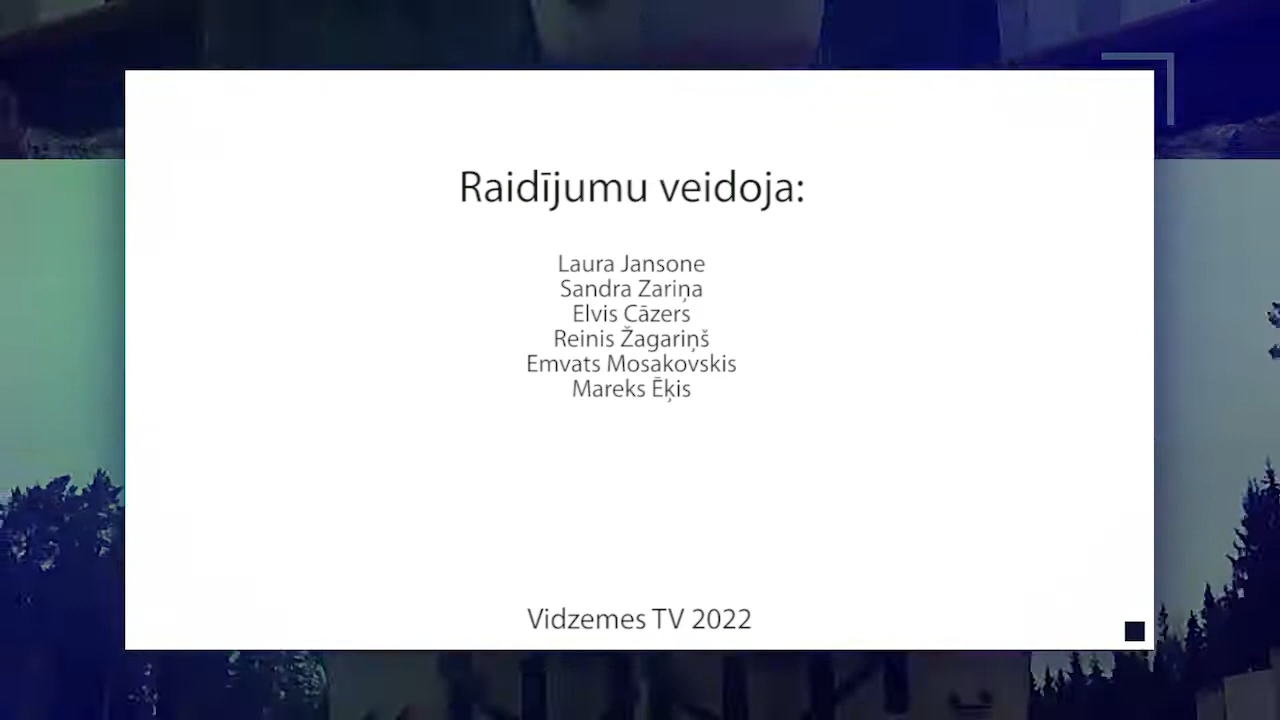 Raidījumu veidoja:
Laura Jansone
Sandra Zariņa
Elvis Cāzers
Reinis Žagariņš
Emvats Mosakovskis
Mareks Ēķis
Vidzemes TV 2022